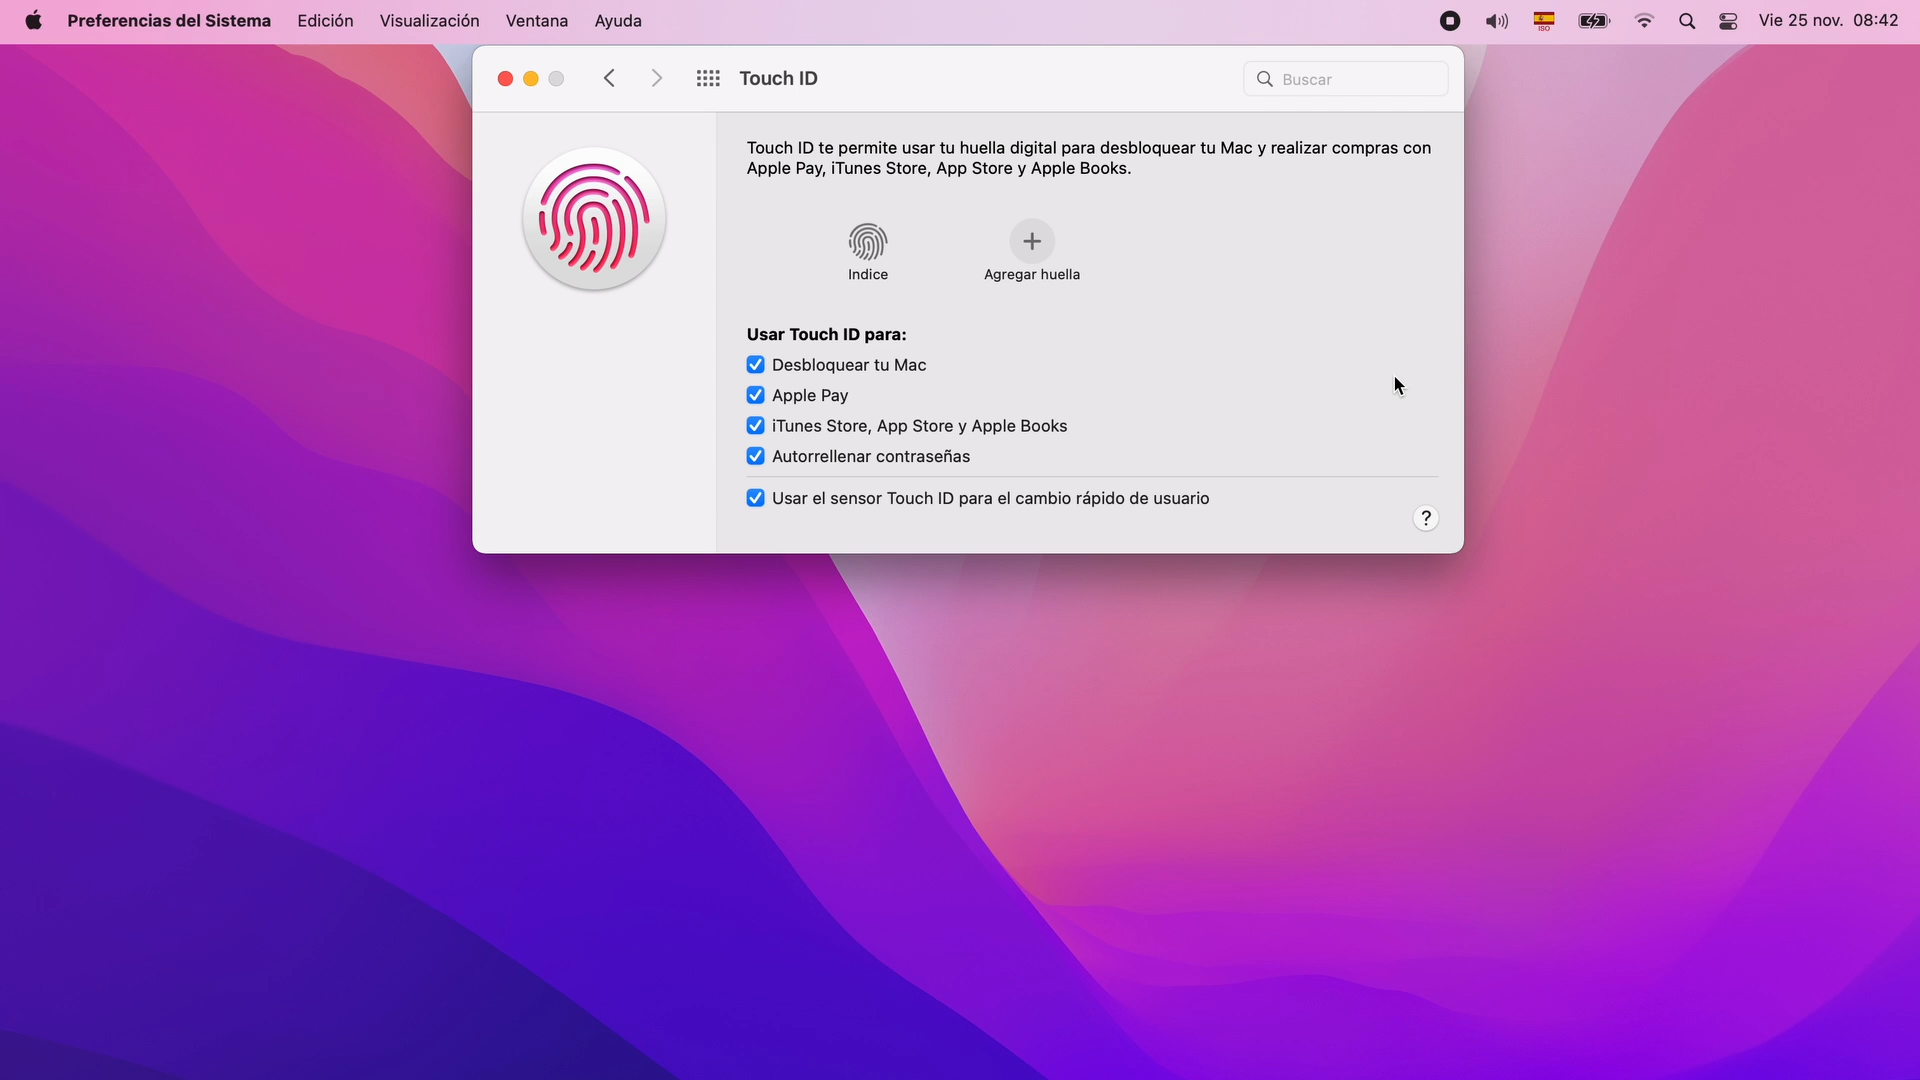 Preferencias del Sistema Edición Visualización Ventana Ayuda ISO Vie 25 nov. 08:42
Touch ID Buscar
Touch ID te permite usar tu huella digital para desbloquear tu Mac y realizar compras con
Apple Pay, iTunes Store, App Store y Apple Books.
Indice Agregar huella
Usar Touch ID para:
Desbloquear tu Mac
Apple Pay
iTunes Store, App Store y Apple Books
Autorrellenar contraseñas
Usar el sensor Touch ID para el cambio rápido de usuario
?